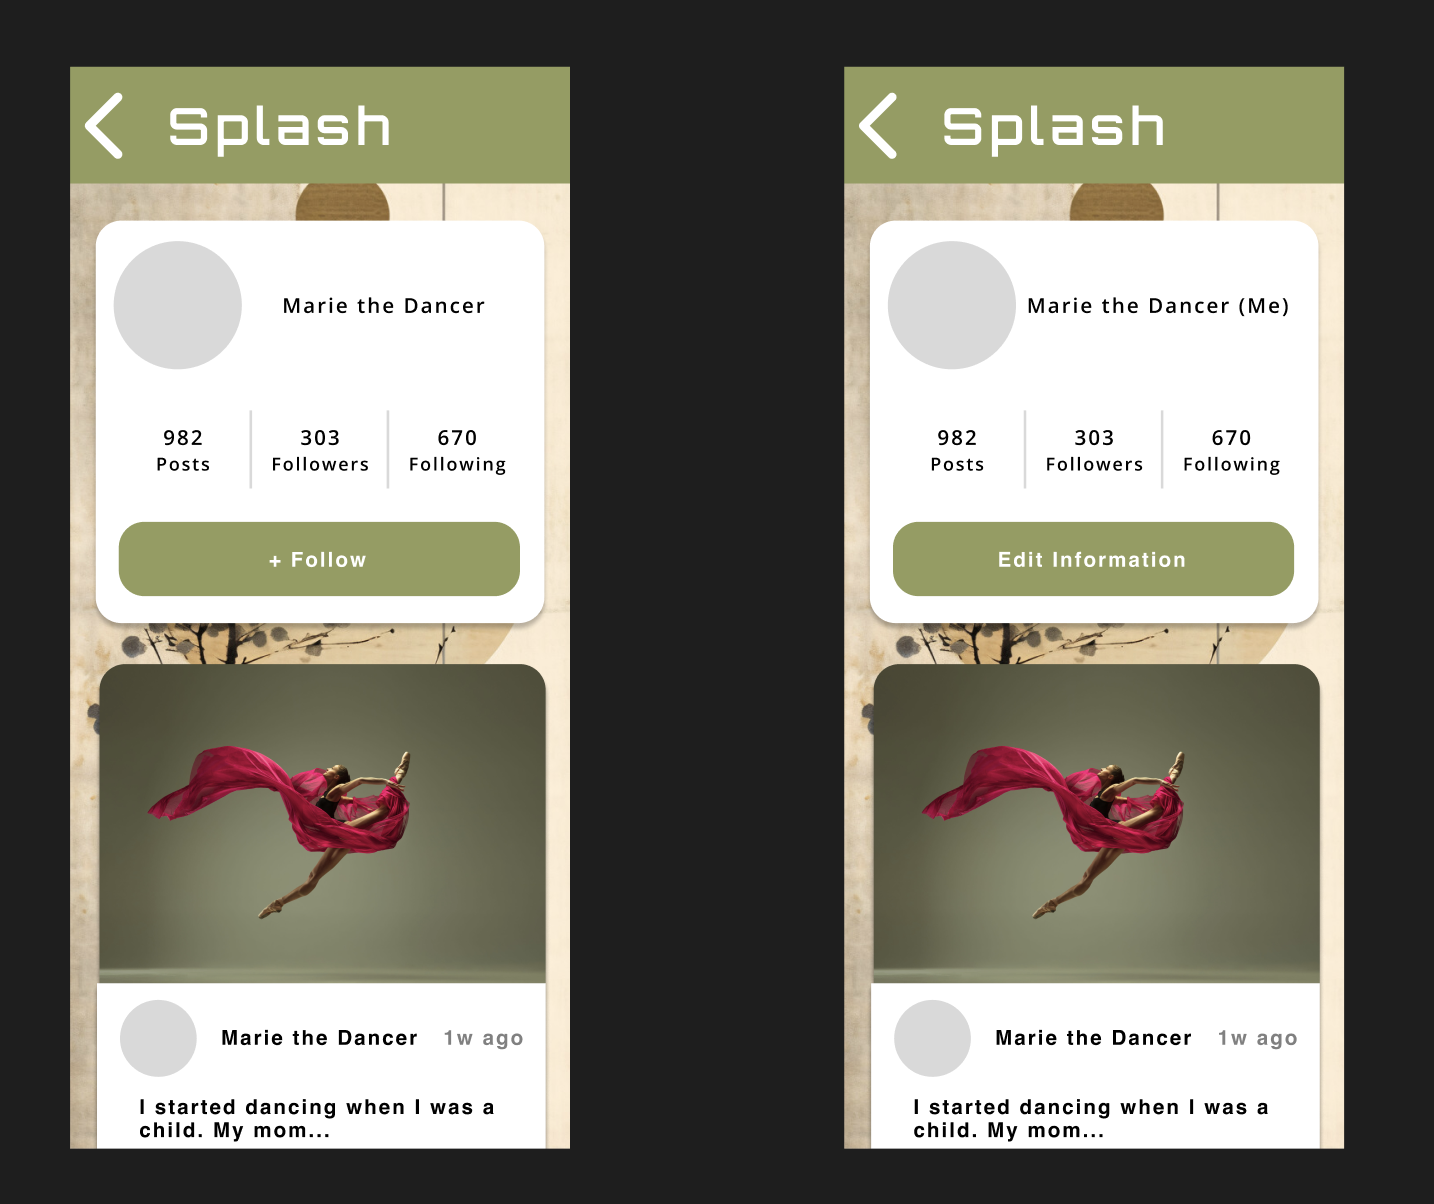 Splash
Marie the Dancer
982
Posts
303
Followers
670
Following
+ Follow
Marie the Dancer
1w ago
I started dancing when I was a
child. My mom...
Splash
Marie the Dancer (Me)
982
Posts
303
Followers
670
Following
Edit Information
Marie the Dancer
1w ago
I started dancing when I was a
child. My mom...